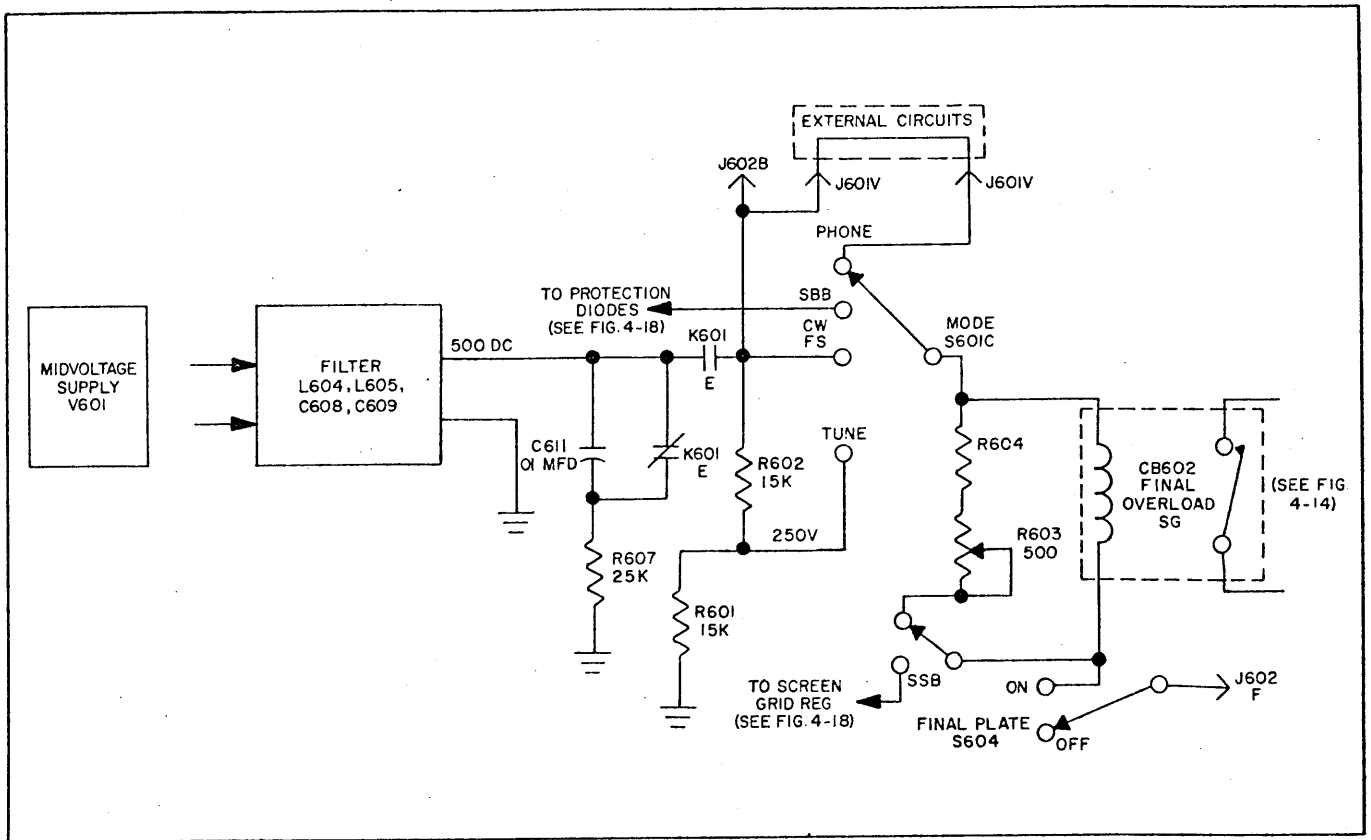 EXTERNAL CIRCUITS
J602B
J601V
J601V
PHONE
TO PROTECTION
DIODES
(SEE FIG. 4-18)
SBB
CW
FS
MODE
S601C
MIDVOLTAGE
SUPPLY
V601
FILTER
L604, L605,
C608, C609
500 DC
K601
E
C611
01 MFD
K601
E
R602
15K
TUNE
R604
CB602
FINAL
OVERLOAD
SG
(SEE FIG.
4-14)
R607
25K
250V
R603
500
R601
15K
TO SCREEN
GRID REG
(SEE FIG. 4-18)
SSB
ON
J602
F
FINAL PLATE
S604
OFF